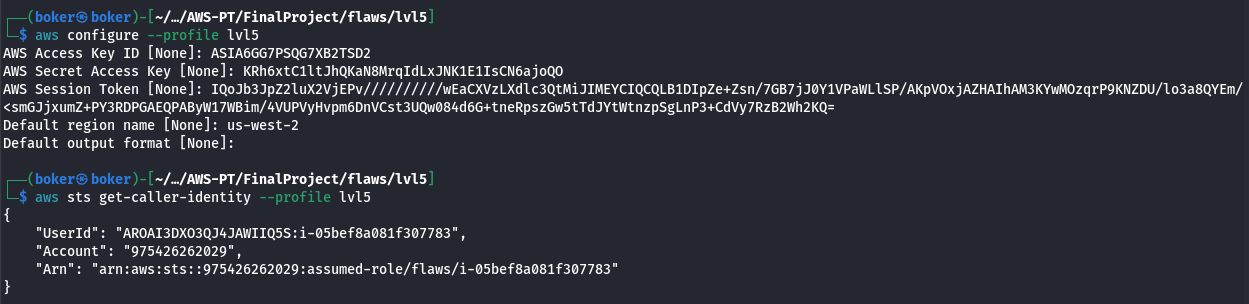 ┌──(boker㉿boker)-[~/…/AWS-PT/FinalProject/flaws/lvl5]
└─$ aws configure --profile lvl5
AWS Access Key ID [None]: ASIA6GG7PSQG7XB2TSD2
AWS Secret Access Key [None]: KRh6xtC1ltJhQKaN8MrqIdLxJNK1E1IsCN6ajoQO
AWS Session Token [None]: IQoJb3JpZ2luX2VjEPv//////////wEaCXVzLXdlc3QtMiJIMEYCIQCQLB1DIpZe+Zsn/7GB7jJ0Y1VPaWLlSP/AKpVOxjAZHAIhAM3KYwMOzqrP9KNZDU/lo3a8QYEm/
<smGJjxumZ+PY3RDPGAEQPAByW17WBim/4VUPVyHvpm6DnVCst3UQw084d6G+tneRpszGw5tTdJYtWtnzpSgLnP3+CdVy7RzB2Wh2KQ=
Default region name [None]: us-west-2
Default output format [None]:
┌──(boker㉿boker)-[~/…/AWS-PT/FinalProject/flaws/lvl5]
└─$ aws sts get-caller-identity --profile lvl5
{
    "UserId": "AROAI3DXO3QJ4JAWIIQ5S:i-05bef8a081f307783",
    "Account": "975426262029",
    "Arn": "arn:aws:sts::975426262029:assumed-role/flaws/i-05bef8a081f307783"
}